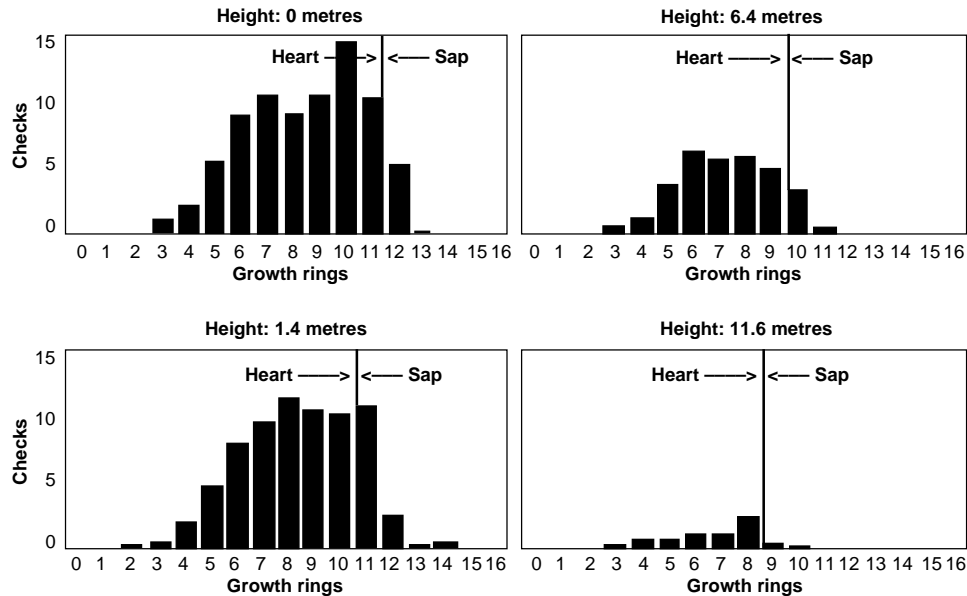 Height: 0 metres
15
10
5
0
Checks
Heart ———> <—— Sap
0 1 2 3 4 5 6 7 8 9 10 11 12 13 14 15 16
Growth rings
Height: 6.4 metres
Heart ———> <—— Sap
0 1 2 3 4 5 6 7 8 9 10 11 12 13 14 15 16
Growth rings
Height: 1.4 metres
15
10
5
0
Checks
Heart ———> <—— Sap
0 1 2 3 4 5 6 7 8 9 10 11 12 13 14 15 16
Growth rings
Height: 11.6 metres
Heart ———> <—— Sap
0 1 2 3 4 5 6 7 8 9 10 11 12 13 14 15 16
Growth rings